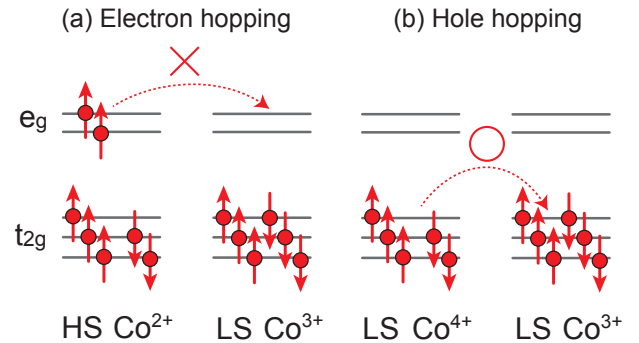 (a) Electron hopping
(b) Hole hopping
eg
t2g
HS Co2+
LS Co3+
LS Co4+
LS Co3+